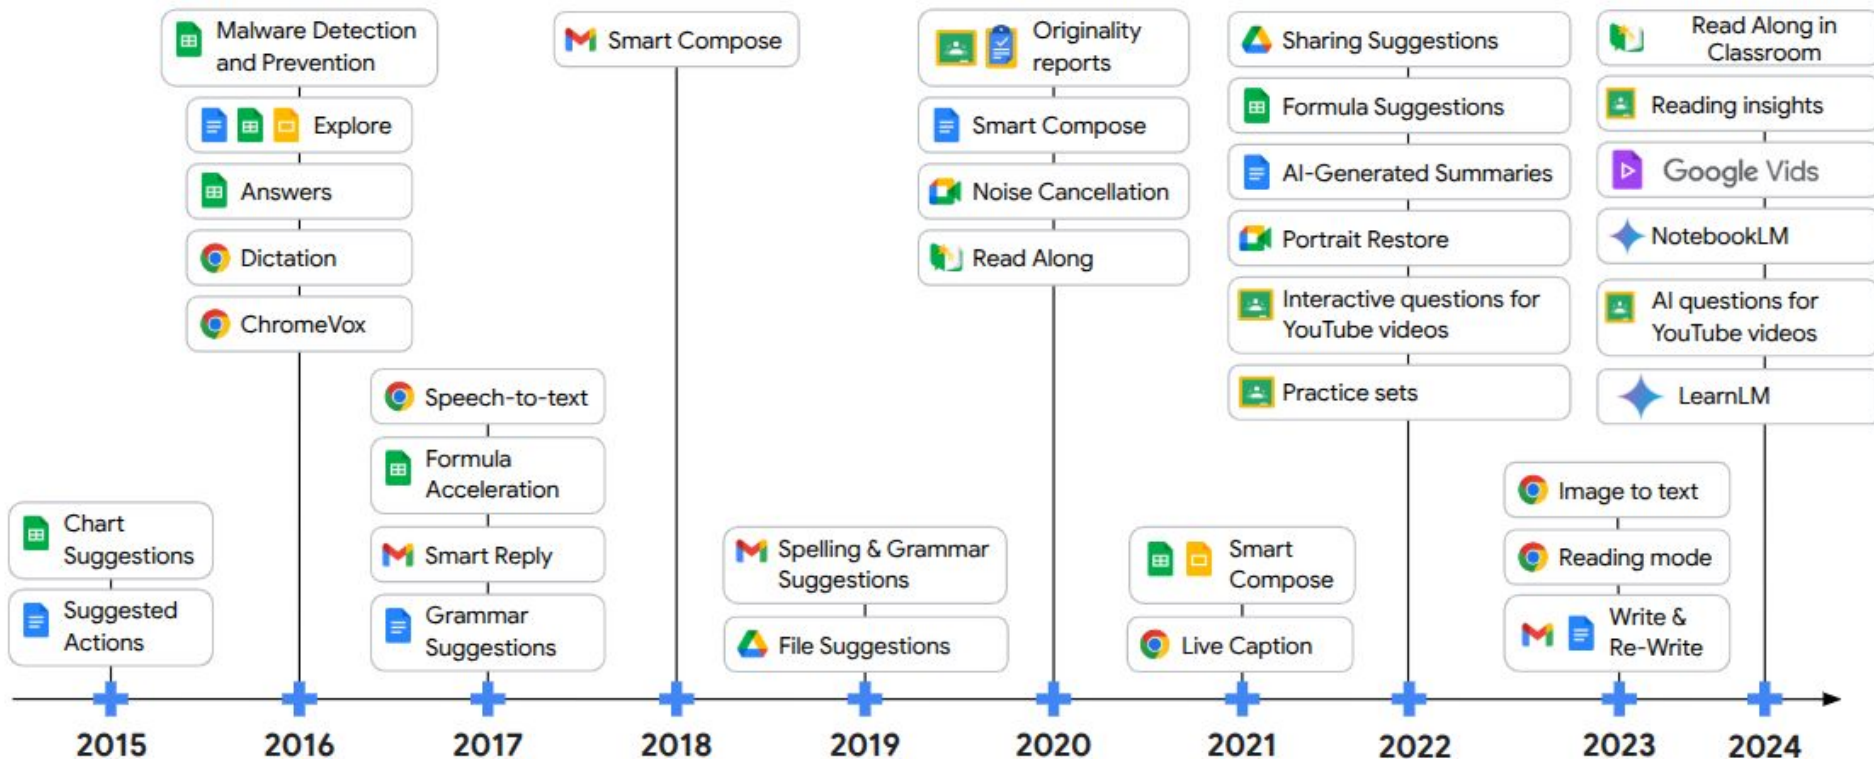 Malware Detection
and Prevention
Explore
Answers
Dictation
ChromeVox
Smart Compose
Originality
reports
Smart Compose
Noise Cancellation
Read Along
Sharing Suggestions
Formula Suggestions
AI-Generated Summaries
Portrait Restore
Interactive questions for
YouTube videos
Practice sets
Read Along in
Classroom
Reading insights
Google Vids
NotebookLM
AI questions for
YouTube videos
LearnLM
Chart
Suggestions
Suggested
Actions
Speech-to-text
Formula
Acceleration
Smart Reply
Grammar
Suggestions
Spelling & Grammar
Suggestions
File Suggestions
Smart
Compose
Live Caption
Image to text
Reading mode
Write &
Re-Write
2015 2016 2017 2018 2019 2020 2021 2022 2023 2024